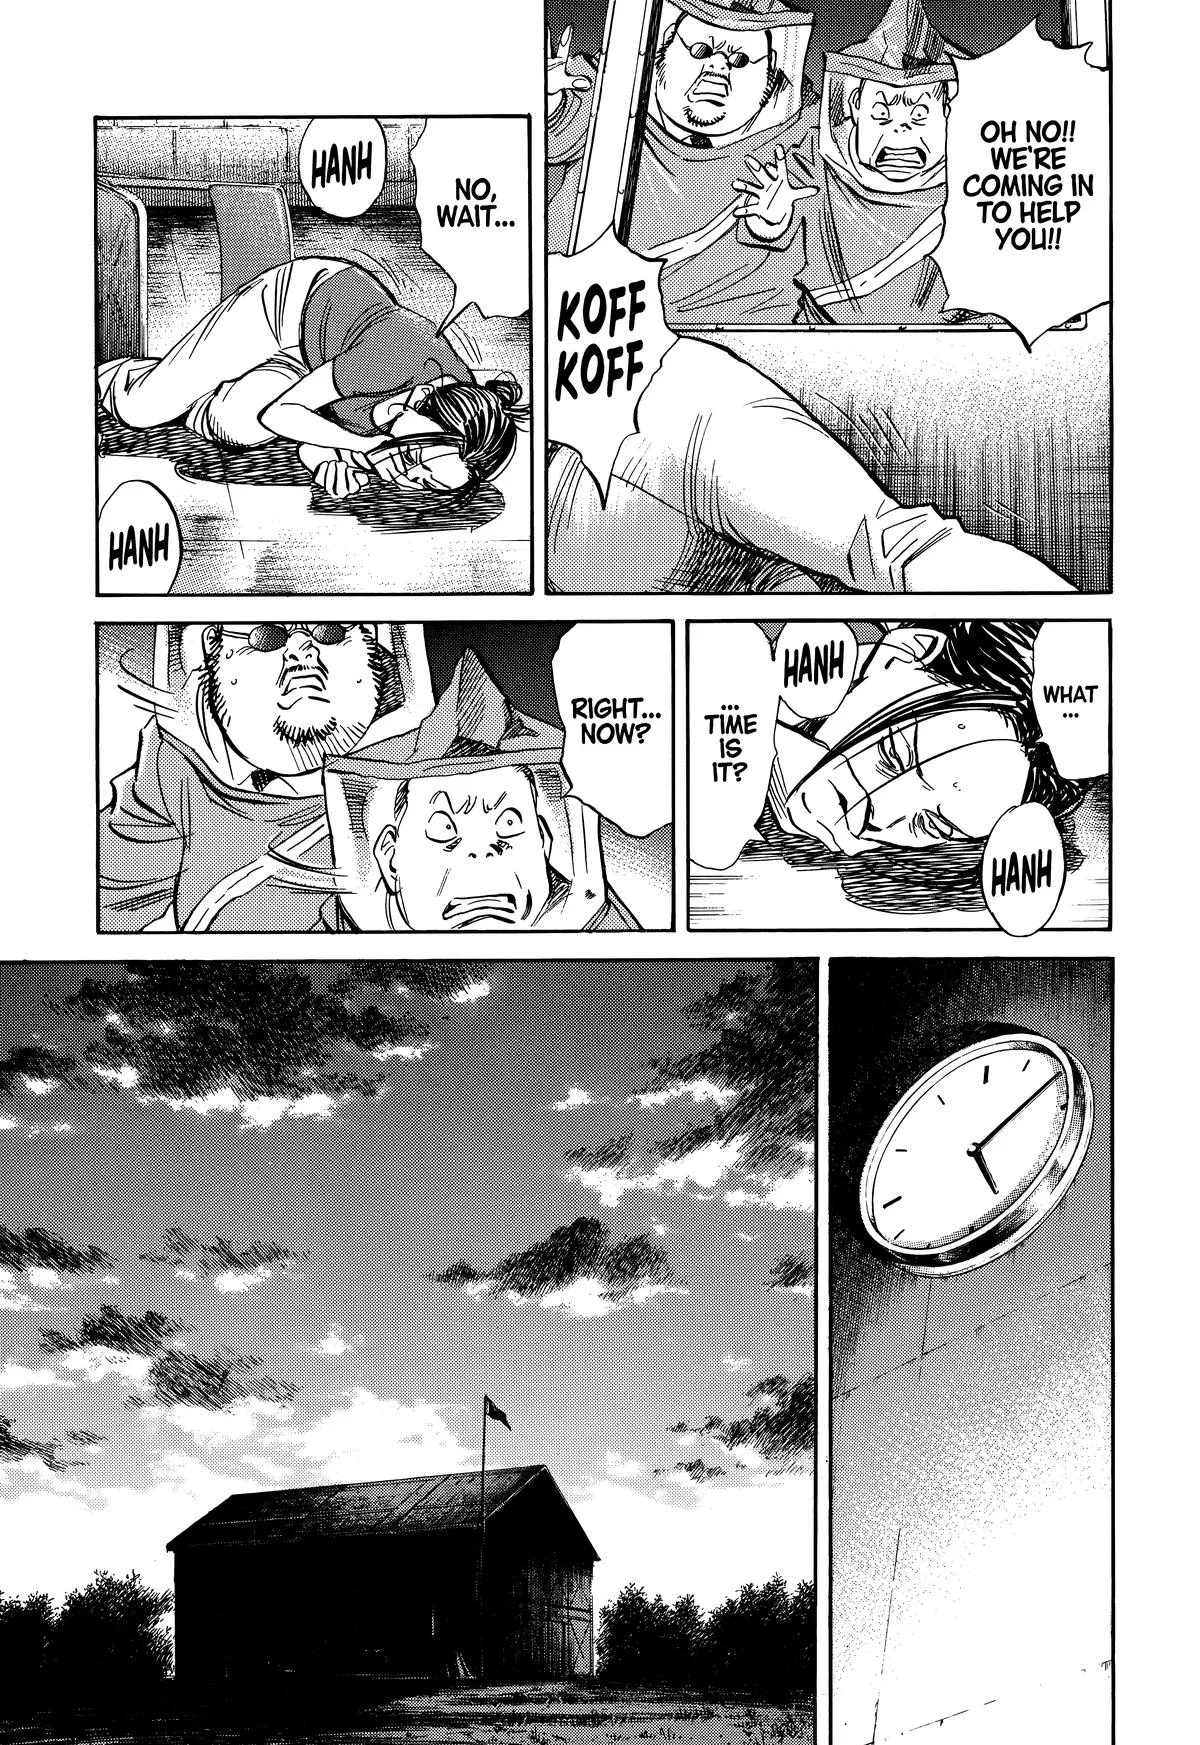 OH NO!!
WE'RE
COMING IN
TO HELP
YOU!!
KOFF
KOFF
NO,
WAIT...
HANH
HANH
WHAT
...
HANH
HANH
...
TIME
IS
IT?
RIGHT...
NOW?